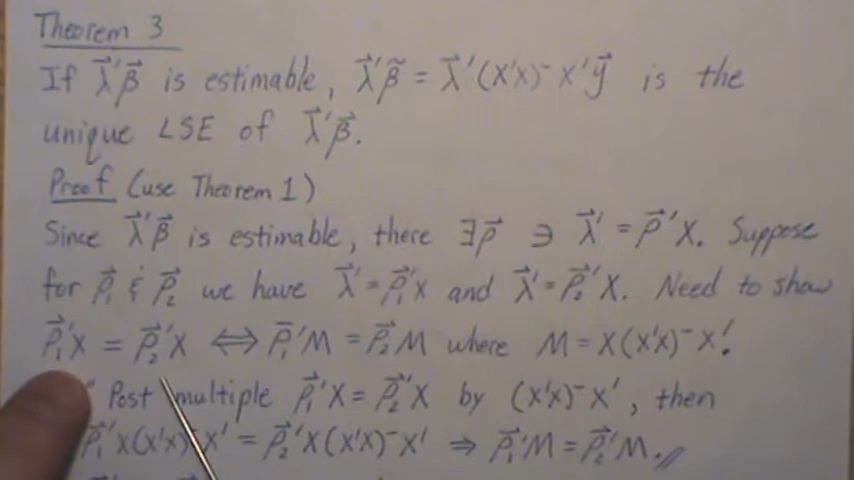 Theorem 3
If λ⃗'β⃗ is estimable, λ⃗'β̃ = λ⃗'(X'X)⁻X'y⃗ is the
unique LSE of λ⃗'β⃗.
Proof (use Theorem 1)
Since λ⃗'β⃗ is estimable, there ∃ρ⃗ ∋ λ⃗' = ρ⃗'X. Suppose
for ρ⃗₁ & ρ⃗₂ we have λ⃗' = ρ⃗₁'X and λ⃗' = ρ⃗₂'X. Need to show
ρ⃗₁'X = ρ⃗₂'X ⟺ ρ⃗₁'M = ρ⃗₂M where M = X(X'X)⁻X'.
" Post multiple ρ⃗₁'X = ρ⃗₂'X by (X'X)⁻X', then
ρ⃗₁'X(X'X)⁻X' = ρ⃗₂'X(X'X)⁻X' ⇒ ρ⃗₁'M = ρ⃗₂'M.//